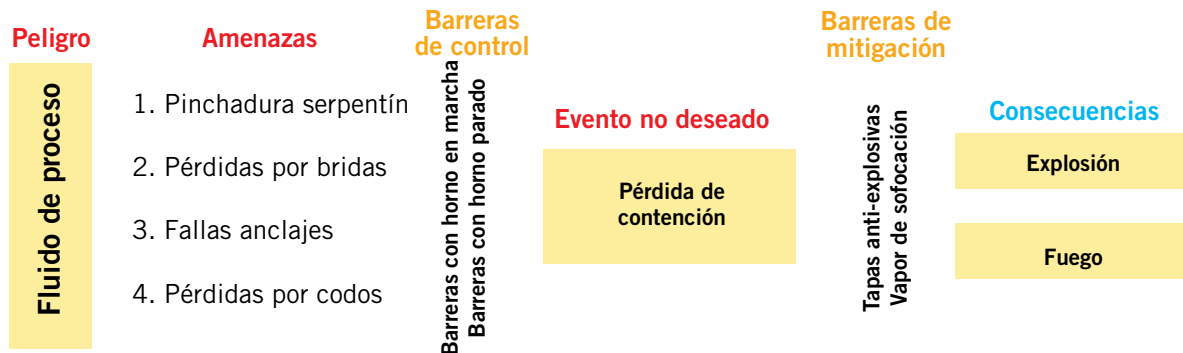 Peligro
Fluido de proceso
Amenazas
1. Pinchadura serpentín
2. Pérdidas por bridas
3. Fallas anclajes
4. Pérdidas por codos
Barreras
de control
Barreras con horno en marcha
Barreras con horno parado
Evento no deseado
Pérdida de
contención
Barreras de
mitigación
Tapas anti-explosivas
Vapor de sofocación
Consecuencias
Explosión
Fuego